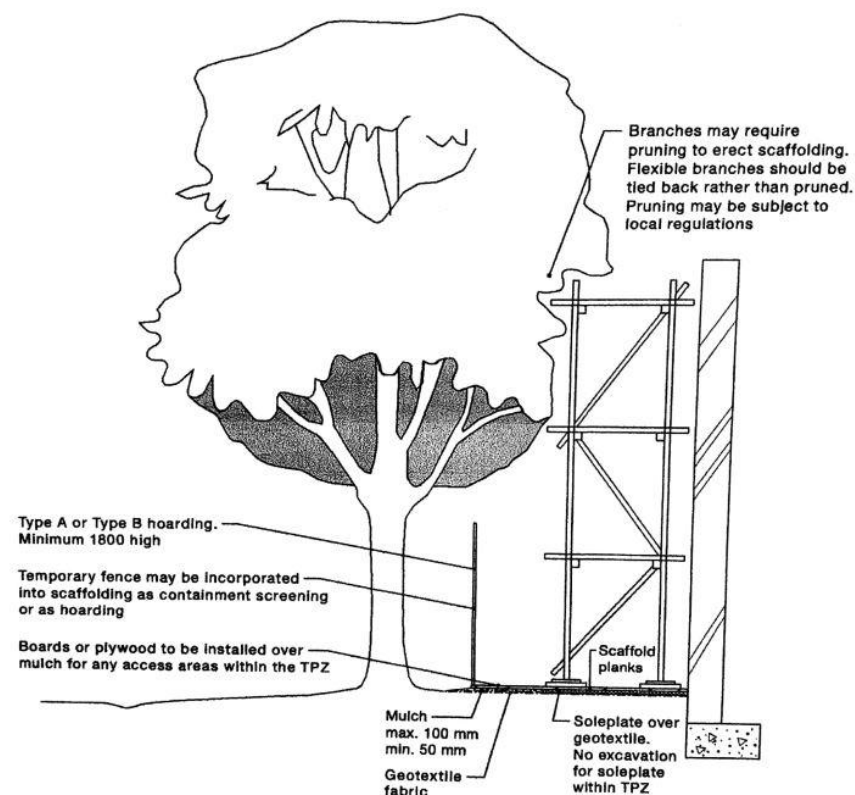 Branches may require
pruning to erect scaffolding.
Flexible branches should be
tied back rather than pruned.
Pruning may be subject to
local regulations
Type A or Type B hoarding.
Minimum 1800 high
Temporary fence may be incorporated
into scaffolding as containment screening
or as hoarding
Boards or plywood to be installed over
mulch for any access areas within the TPZ
Scaffold
planks
Mulch
max. 100 mm
min. 50 mm
Geotextile
fabric
Soleplate over
geotextile.
No excavation
for soleplate
within TPZ